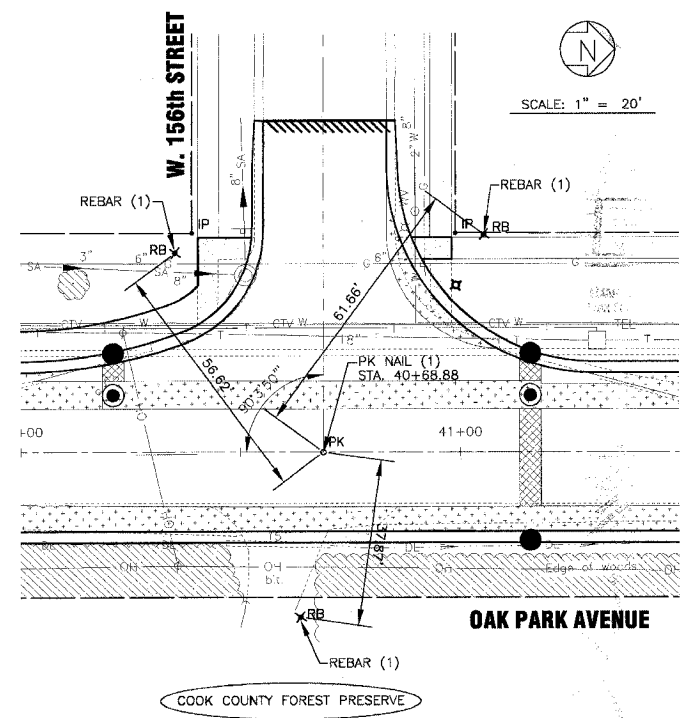 W. 156th STREET
N
SCALE: 1" = 20'
8" SA
2" W
8"
G
G
REBAR (1)
REBAR (1)
IP
IP
RB
RB
SA
3"
6"
SA
8"
G
6"
G
61.66'
CTV
W
CTV
W
CTV
W
TEL
T
18"
T
56.62'
90°3'50"
PK NAIL (1)
STA. 40+68.88
PK
+00
41+00
37.87'
OH
OH
bit.
OH
Edge of woods
OH
RB
OAK PARK AVENUE
REBAR (1)
COOK COUNTY FOREST PRESERVE